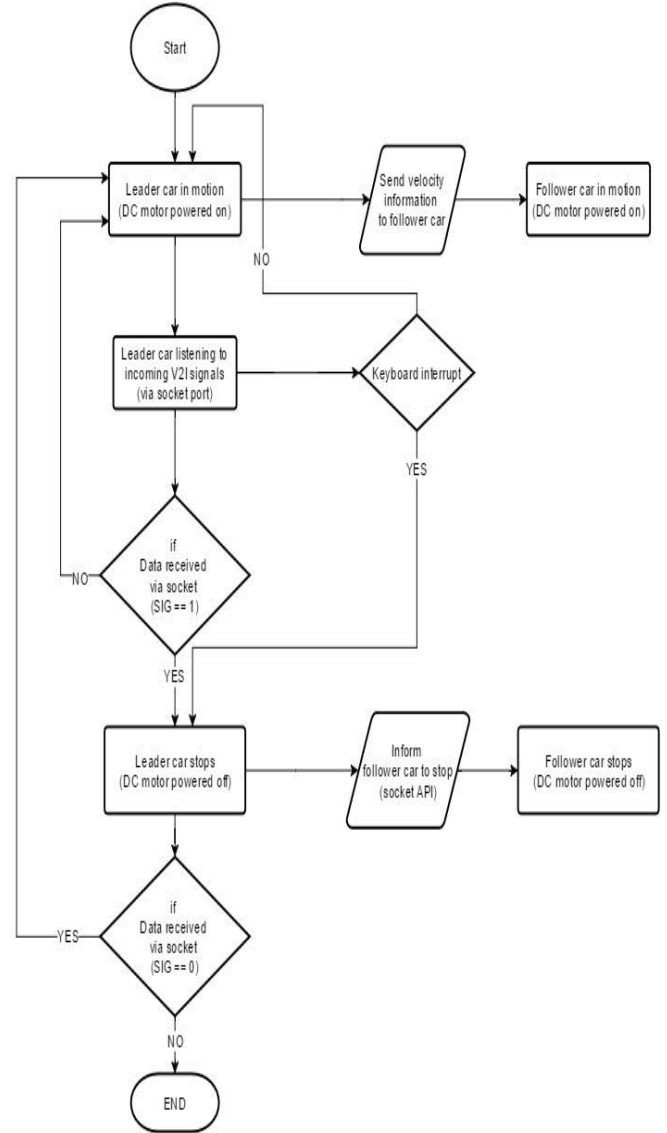 Start
Leader car in motion
(DC motor powered on)
Send velocity
information
to follower car
Follower car in motion
(DC motor powered on)
NO
Leader car listening to
incoming V2I signals
(via socket port)
Keyboard interrupt
YES
if
Data received
via socket
(SIG == 1)
NO
YES
Leader car stops
(DC motor powered off)
Inform
follower car to stop
(socket API)
Follower car stops
(DC motor powered off)
if
Data received
via socket
(SIG == 0)
YES
NO
END